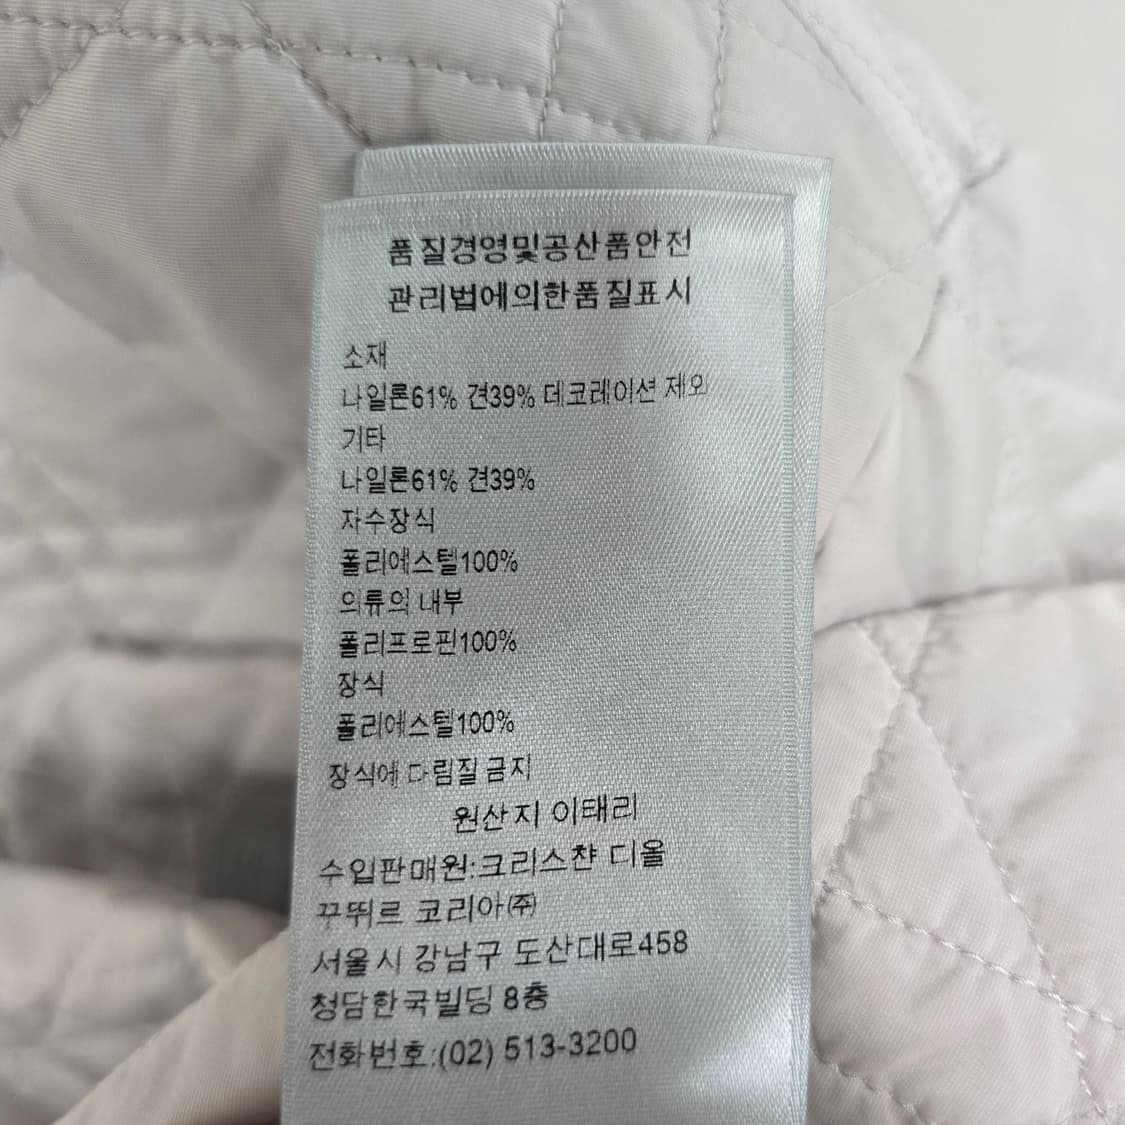 품질경영및공산품안전
관리법에의한품질표시
소재
나일론61% 견39% 데코레이션 제외
기타
나일론61% 견39%
자수장식
폴리에스텔100%
의류의 내부
폴리프로핀100%
장식
폴리에스텔100%
장식에 다림질 금지
원산지 이태리
수입판매원:크리스챤 디올
꾸뛰르 코리아㈜
서울시 강남구 도산대로458
청담한국빌딩 8층
전화번호:(02) 513-3200